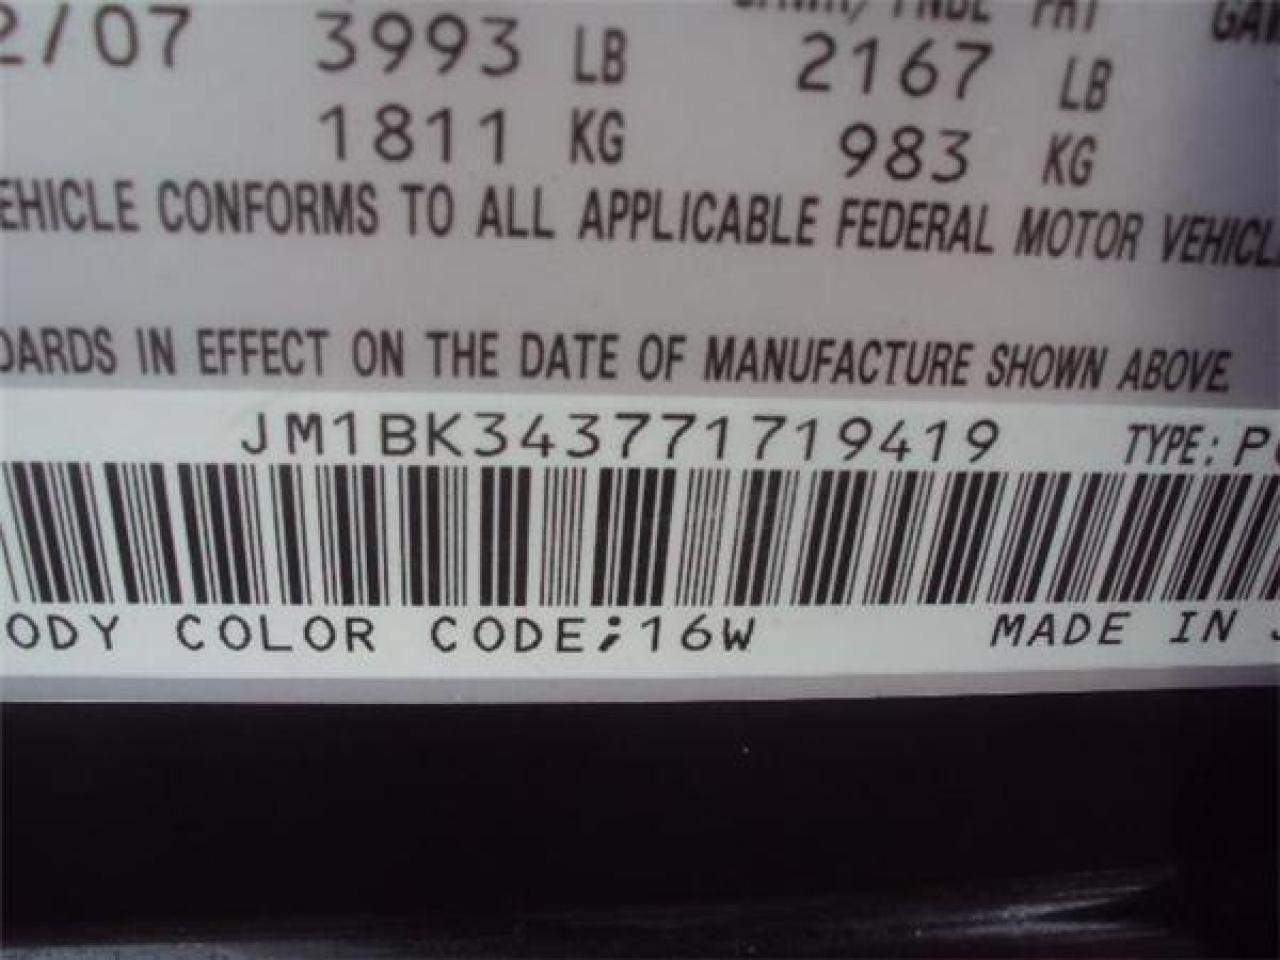 2/07 3993 LB 2167 LB
1811 KG 983 KG
EHICLE CONFORMS TO ALL APPLICABLE FEDERAL MOTOR VEHICL
DARDS IN EFFECT ON THE DATE OF MANUFACTURE SHOWN ABOVE.
JM1BK343771719419 TYPE: P
ODY COLOR CODE;16W MADE IN